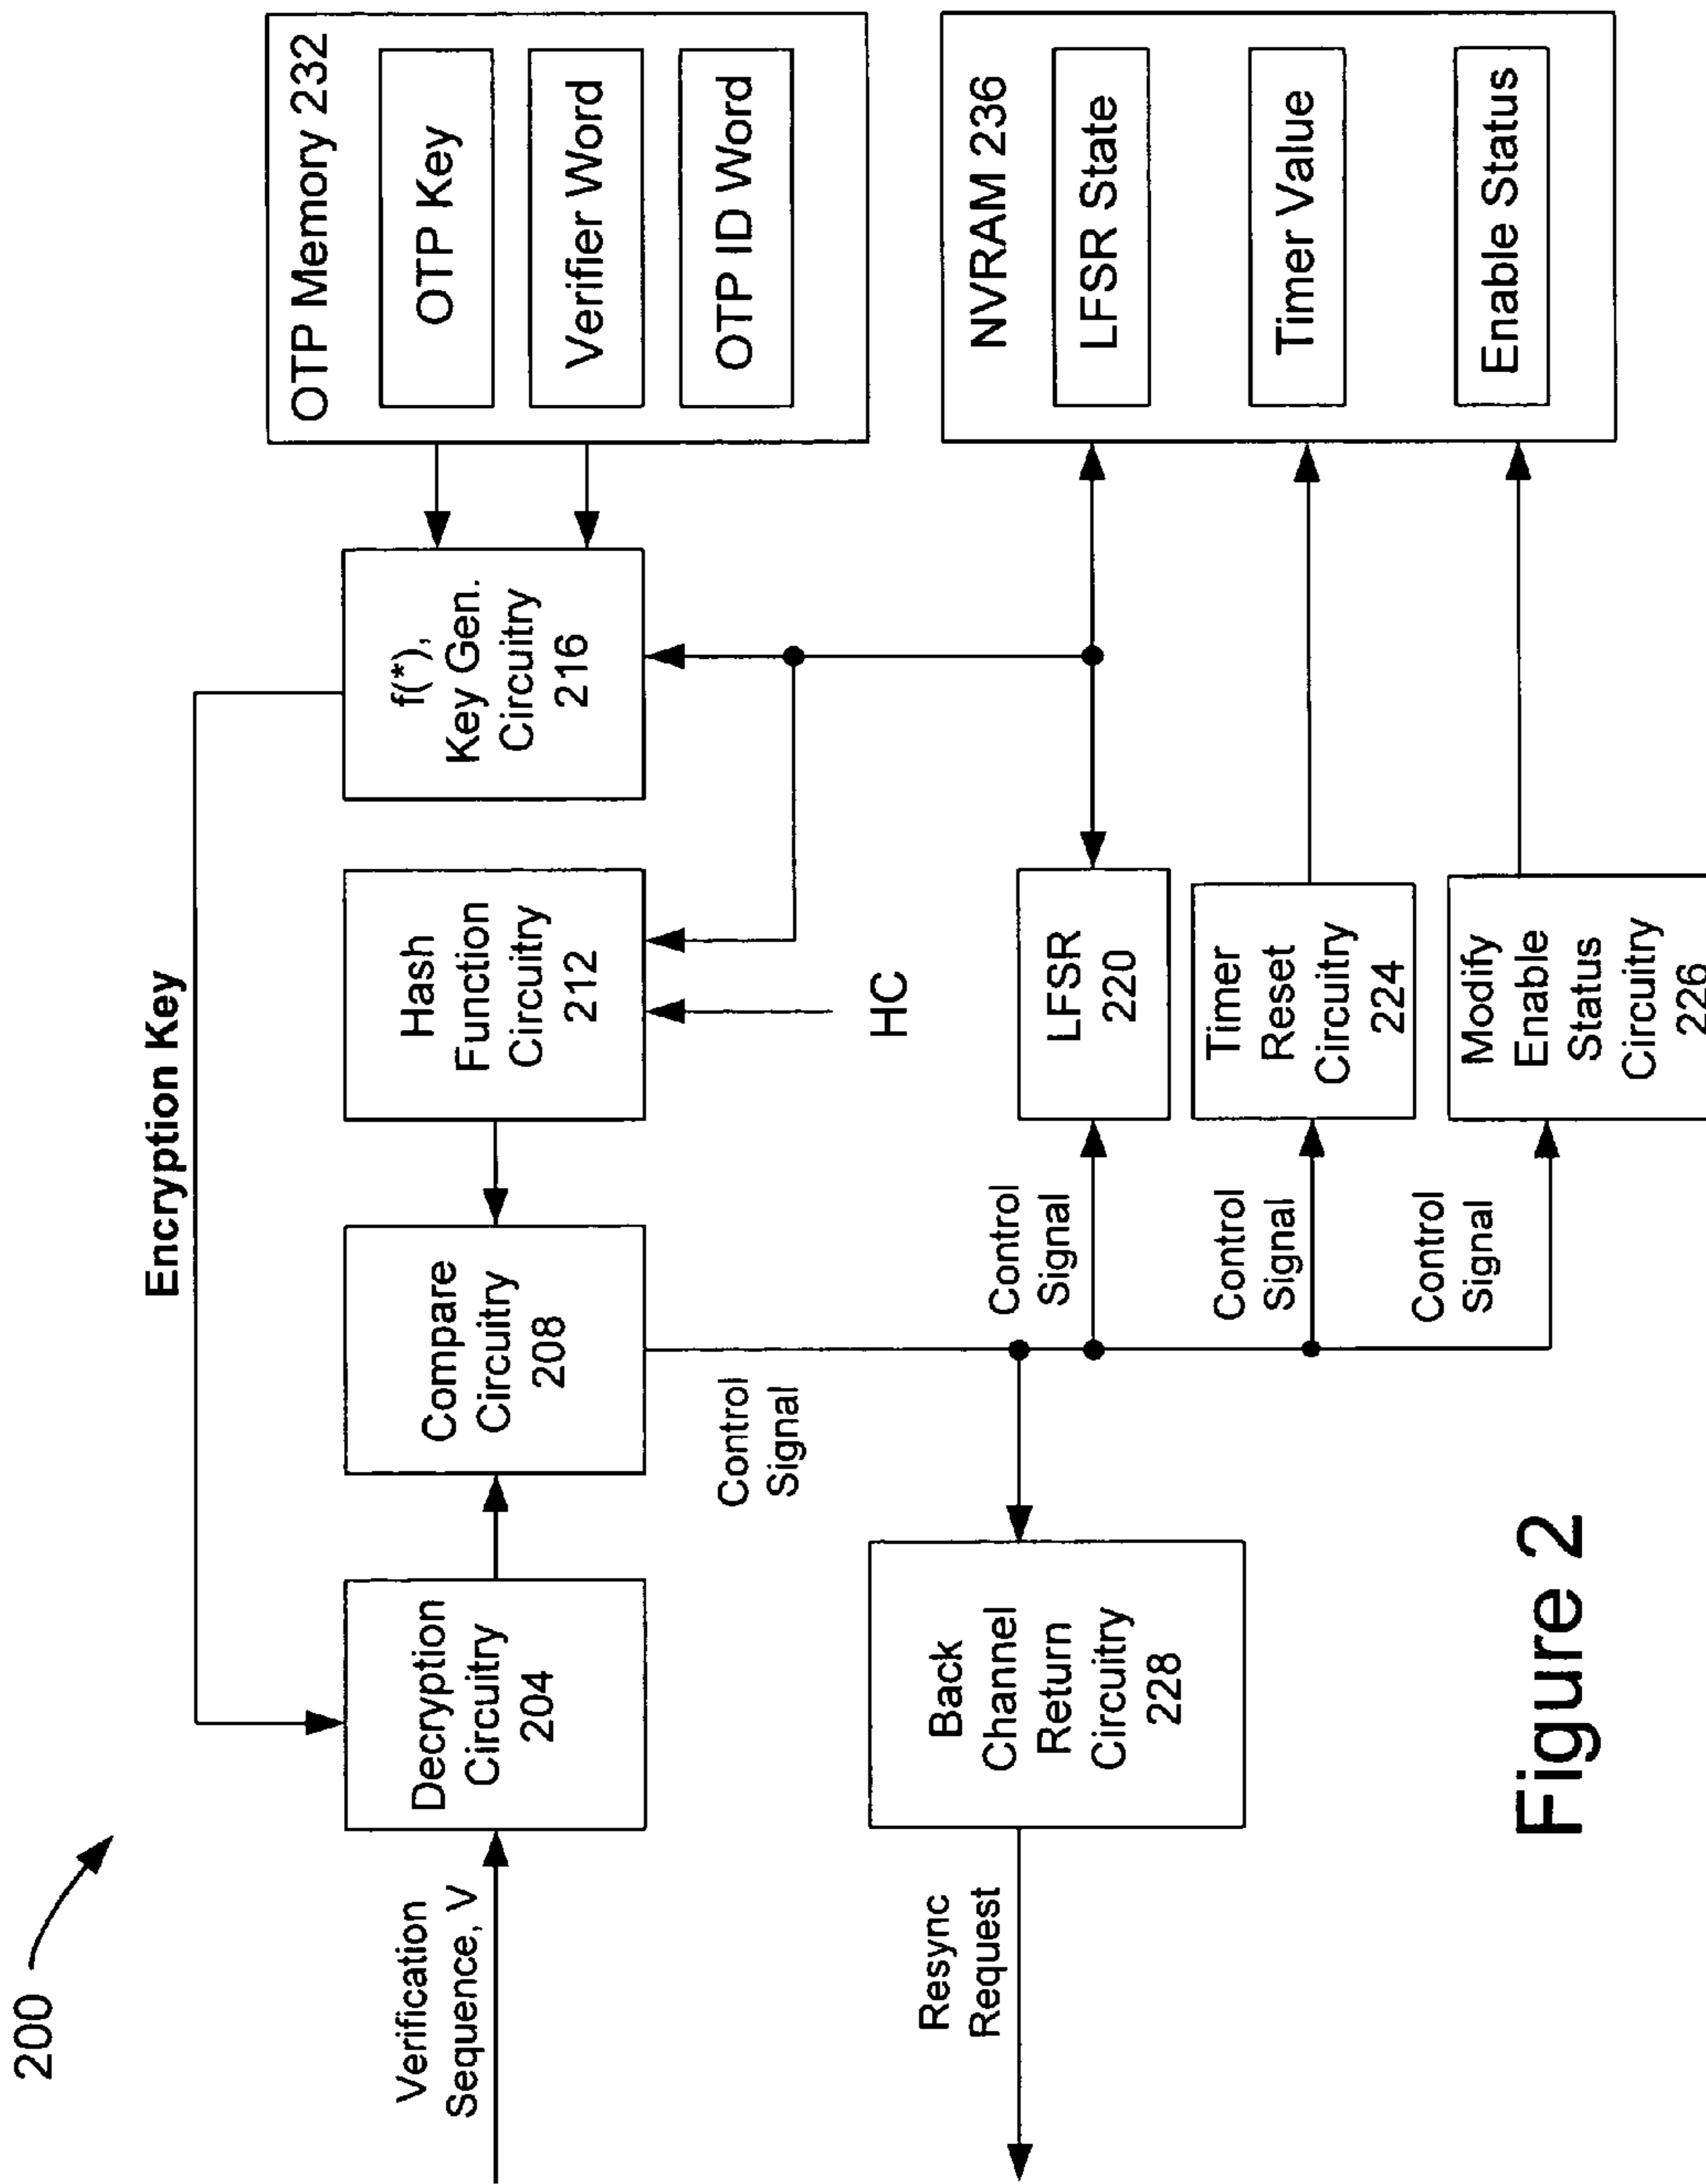 200
Encryption Key
Verification
Sequence, V
Decryption
Circuitry
204
Compare
Circuitry
208
Hash
Function
Circuitry
212
f(*),
Key Gen.
Circuitry
216
OTP Memory 232
OTP Key
Verifier Word
OTP ID Word
Control
Signal
HC
Resync
Request
Back
Channel
Return
Circuitry
228
Control
Signal
LFSR
220
Control
Signal
Timer
Reset
Circuitry
224
Control
Signal
Modify
Enable
Status
Circuitry
226
NVRAM 236
LFSR State
Timer Value
Enable Status
Figure 2